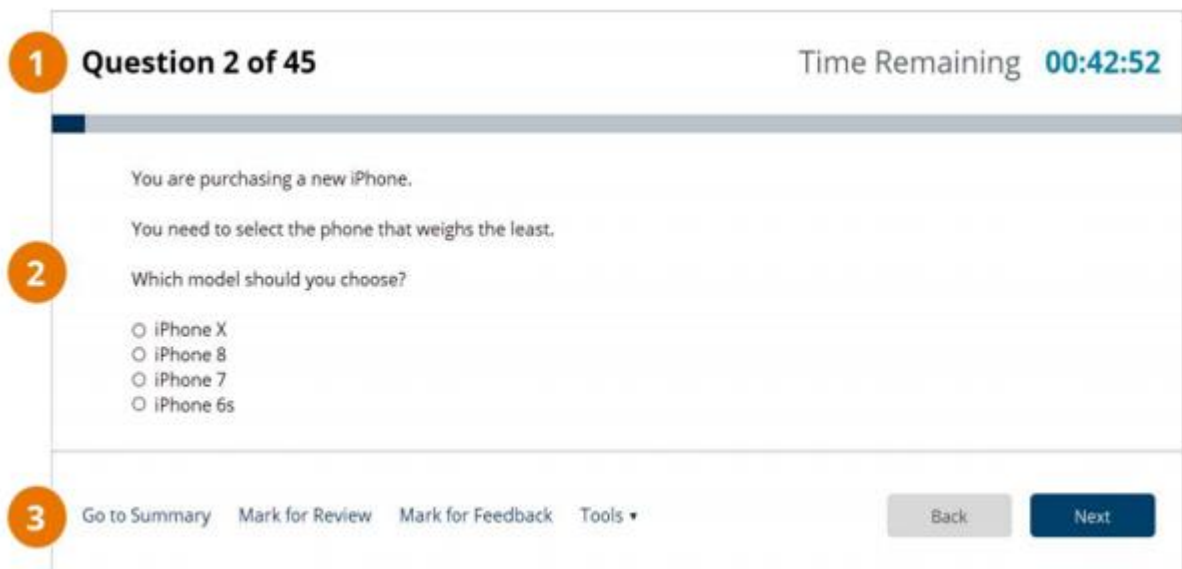 1
Question 2 of 45
Time Remaining 00:42:52
You are purchasing a new iPhone.
You need to select the phone that weighs the least.
2
Which model should you choose?
iPhone X
iPhone 8
iPhone 7
iPhone 6s
3
Go to Summary Mark for Review Mark for Feedback Tools
Back
Next